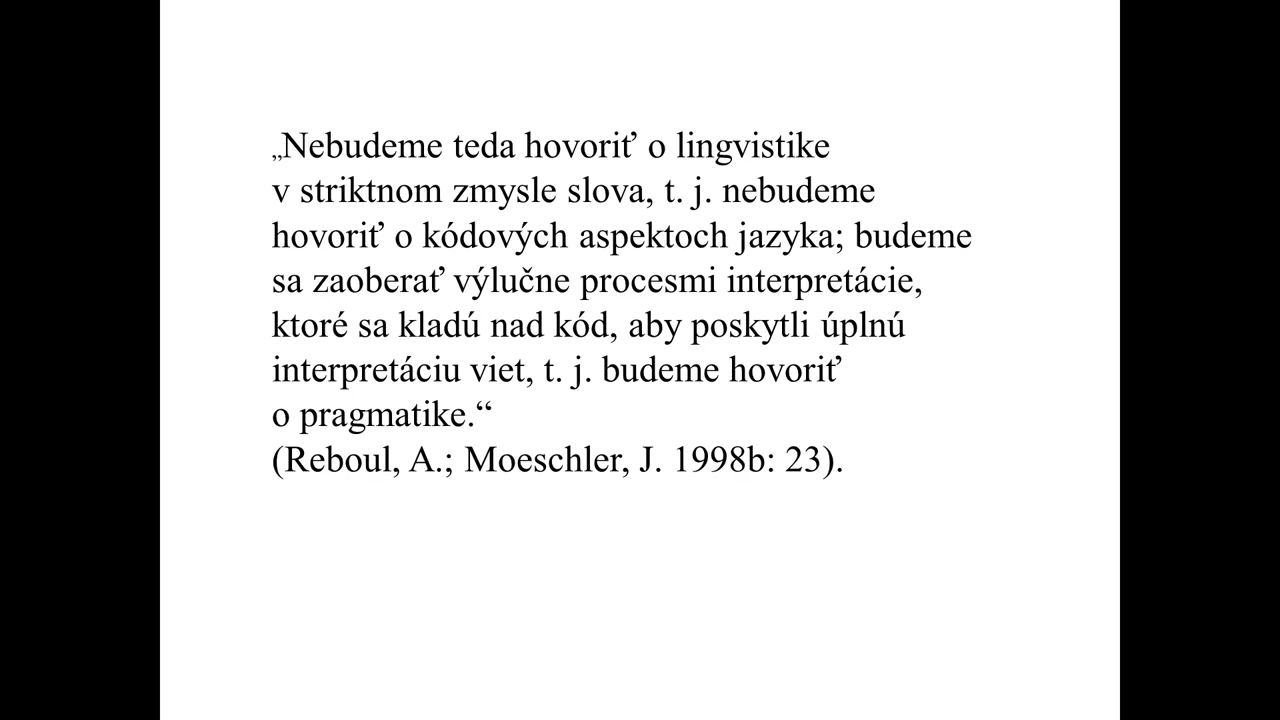 „Nebudeme teda hovoriť o lingvistike
v striktnom zmysle slova, t. j. nebudeme
hovoriť o kódových aspektoch jazyka; budeme
sa zaoberať výlučne procesmi interpretácie,
ktoré sa kladú nad kód, aby poskytli úplnú
interpretáciu viet, t. j. budeme hovoriť
o pragmatike.“
(Reboul, A.; Moeschler, J. 1998b: 23).